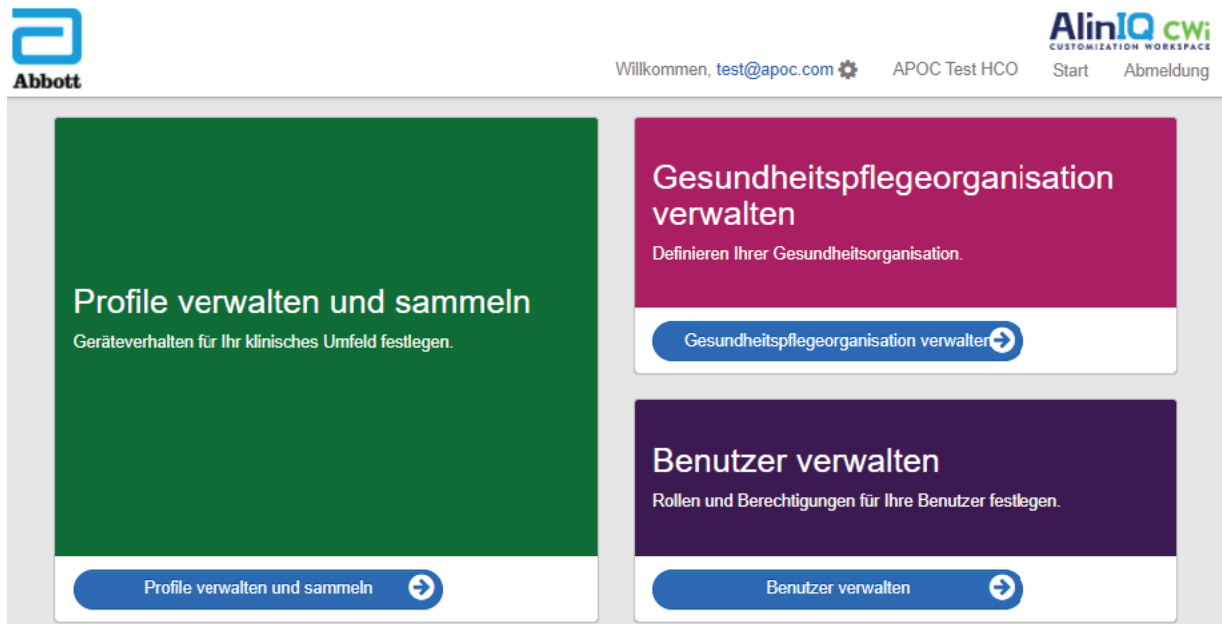 Abbott
AlinIQ CWi
CUSTOMIZATION WORKSPACE
Willkommen, test@apoc.com APOC Test HCO Start Abmeldung
Profile verwalten und sammeln
Geräteverhalten für Ihr klinisches Umfeld festlegen.
Profile verwalten und sammeln
Gesundheitspflegeorganisation
verwalten
Definieren Ihrer Gesundheitsorganisation.
Gesundheitspflegeorganisation verwalten
Benutzer verwalten
Rollen und Berechtigungen für Ihre Benutzer festlegen.
Benutzer verwalten